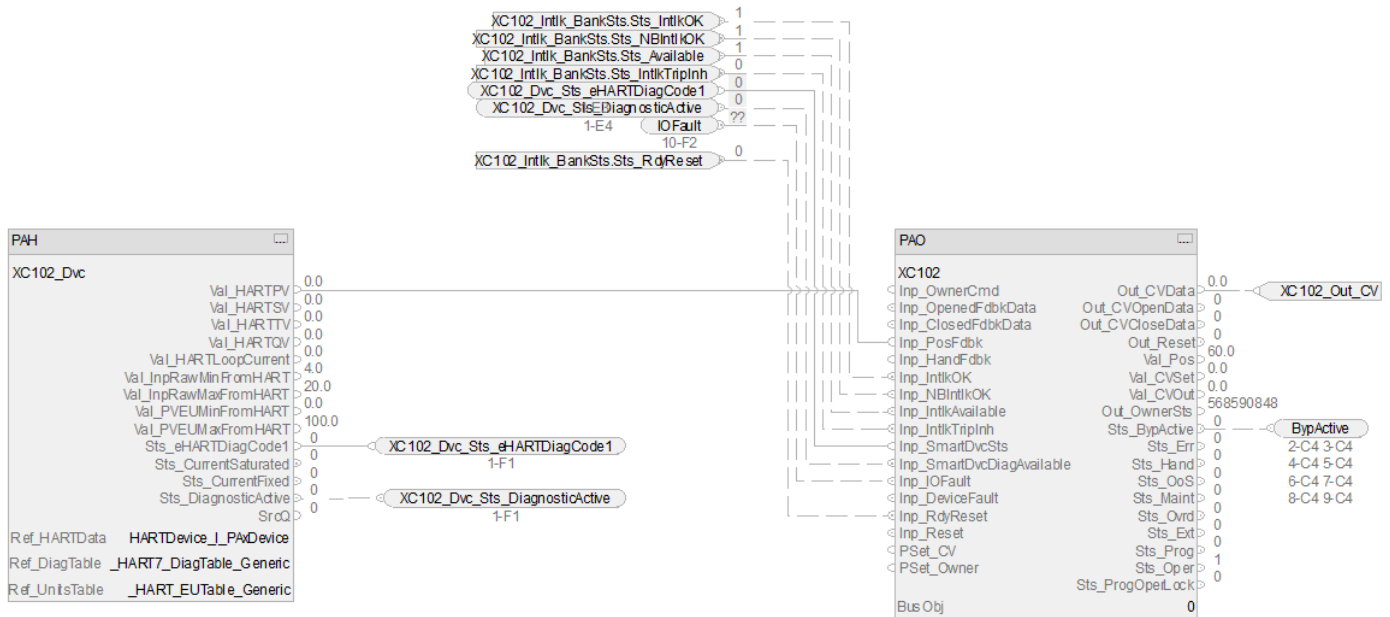 XC102_Intlk_BankSts.Sts_IntlkOK 1
XC102_Intlk_BankSts.Sts_NBIntlkOK 1
XC102_Intlk_BankSts.Sts_Available 1
XC102_Intlk_BankSts.Sts_IntlkTripInh 0
XC102_Dvc_Sts_eHARTDiagCode1 0
XC102_Dvc_Sts_DiagnosticActive 0
1-E4
IOFault ??
10-F2
XC102_Intlk_BankSts.Sts_RdyReset 0
PAH
XC102_Dvc
Val_HARTPV 0.0
Val_HARTSV 0.0
Val_HARTTV 0.0
Val_HARTQV 0.0
Val_HARTLoopCurrent 0.0
Val_InpRawMinFromHART 4.0
Val_InpRawMaxFromHART 20.0
Val_PVEUMinFromHART 0.0
Val_PVEUMaxFromHART 100.0
Sts_eHARTDiagCode1 0
Sts_CurrentSaturated 0
Sts_CurrentFixed 0
Sts_DiagnosticActive 0
SrcQ 0
Ref_HARTData HARTDevice_I_PAxDevice
Ref_DiagTable _HART7_DiagTable_Generic
Ref_UnitsTable _HART_EUTable_Generic
XC102_Dvc_Sts_eHARTDiagCode1
1-F1
XC102_Dvc_Sts_DiagnosticActive
1-F1
PAO
XC102
Inp_OwnerCmd Out_CVData 0.0
Inp_OpenedFdbkData Out_CVOpenData 0
Inp_ClosedFdbkData Out_CVCloseData 0
Inp_PosFdbk Out_Reset 0
Inp_HandFdbk Val_Pos 60.0
Inp_IntlkOK Val_CVSet 0.0
Inp_NBIntlkOK Val_CVOut 0.0
Inp_IntlkAvailable Out_OwnerSts 568590848
Inp_IntlkTripInh Sts_BypActive 0
Inp_SmartDvcSts Sts_Err 0
Inp_SmartDvcDiagAvailable Sts_Hand 0
Inp_IOFault Sts_OoS 0
Inp_DeviceFault Sts_Maint 0
Inp_RdyReset Sts_Ovrd 0
Inp_Reset Sts_Ext 0
PSet_CV Sts_Prog 0
PSet_Owner Sts_Oper 1
Sts_ProgOperLock 0
BusObj 0
XC102_Out_CV
BypActive
2-C4 3-C4
4-C4 5-C4
6-C4 7-C4
8-C4 9-C4